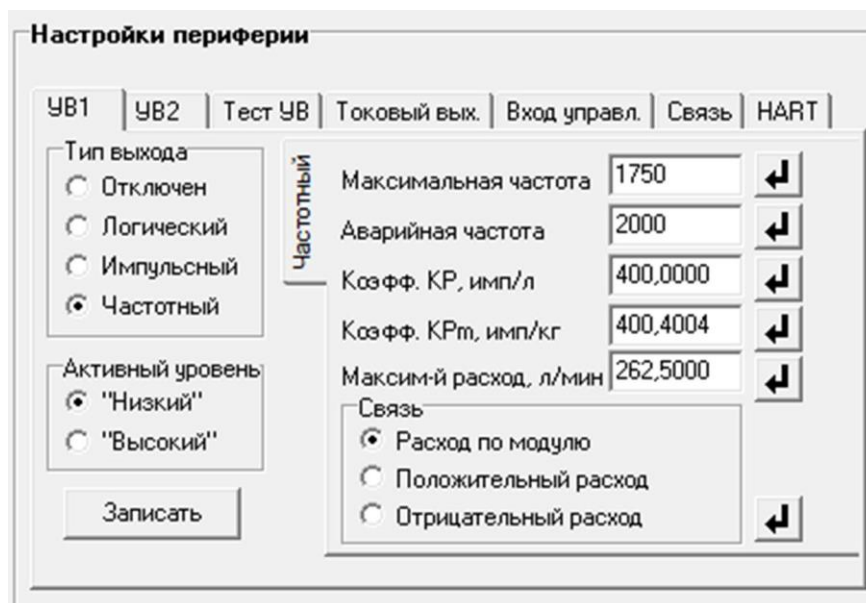 Настройки периферии
УВ1 УВ2 Тест УВ Токовый вых. Вход управл. Связь HART
Тип выхода
Отключен
Логический
Импульсный
Частотный
Активный уровень
"Низкий"
"Высокий"
Записать
Частотный
Максимальная частота 1750
Аварийная частота 2000
Коэфф. КР, имп/л 400,0000
Коэфф. КРm, имп/кг 400,4004
Максим-й расход, л/мин 262,5000
Связь
Расход по модулю
Положительный расход
Отрицательный расход